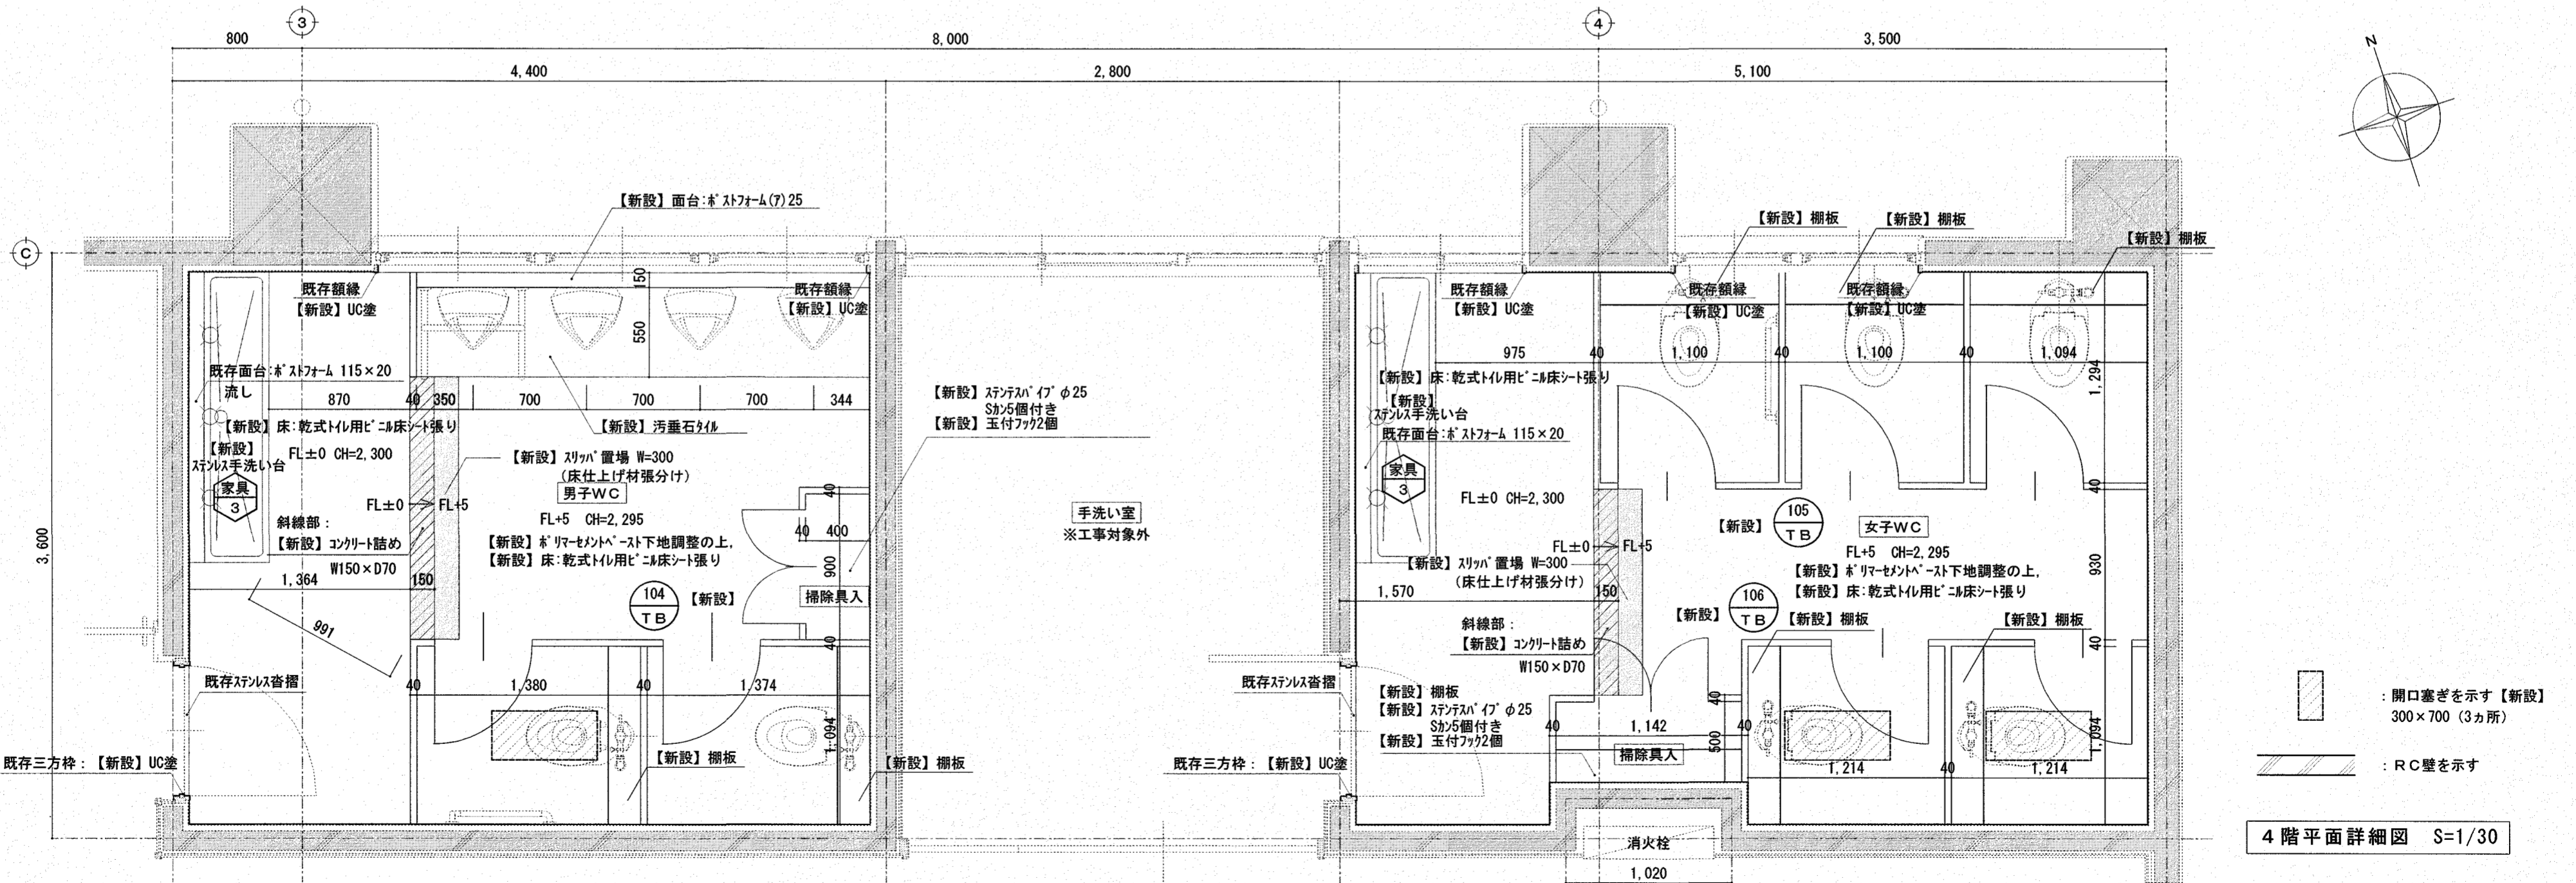 3
4
800
8,000
3,500
4,400
2,800
5,100
N
C
3,600
【新設】面台:ﾎﾟｽﾄﾌｫｰﾑ(ｱ)25
【新設】棚板
【新設】棚板
【新設】棚板
既存額縁
【新設】UC塗
150
550
既存額縁
【新設】UC塗
既存額縁
【新設】UC塗
既存額縁
【新設】UC塗
既存額縁
【新設】UC塗
既存面台:ﾎﾟｽﾄﾌｫｰﾑ 115×20
流し
870
40
350
700
700
700
344
【新設】汚垂石ﾀｲﾙ
【新設】床:乾式ﾄｲﾚ用ﾋﾞﾆﾙ床ｼｰﾄ張り
【新設】
ｽﾃﾝﾚｽ手洗い台
FL±0 CH=2,300
家具
3
【新設】ｽﾘｯﾊﾟ置場 W=300
(床仕上げ材張分け)
男子WC
FL±0
FL+5
FL+5 CH=2,295
【新設】ﾎﾟﾘﾏｰｾﾒﾝﾄﾍﾟｰｽﾄ下地調整の上,
【新設】床:乾式ﾄｲﾚ用ﾋﾞﾆﾙ床ｼｰﾄ張り
斜線部:
【新設】ｺﾝｸﾘｰﾄ詰め
W150×D70
1,364
150
991
104
TB
【新設】
40
40
400
900
掃除具入
40
【新設】ｽﾃﾝﾃｽﾊﾟｲﾌﾟφ25
Sｶﾝ5個付き
【新設】玉付ﾌｯｸ2個
40
1,380
40
1,374
1,094
【新設】棚板
【新設】棚板
既存ｽﾃﾝﾚｽ沓摺
既存三方枠:【新設】UC塗
手洗い室
※工事対象外
975
40
1,100
40
1,100
40
1,094
1,294
【新設】床:乾式ﾄｲﾚ用ﾋﾞﾆﾙ床ｼｰﾄ張り
【新設】
ｽﾃﾝﾚｽ手洗い台
既存面台:ﾎﾟｽﾄﾌｫｰﾑ 115×20
家具
3
FL±0 CH=2,300
FL±0
FL+5
【新設】ｽﾘｯﾊﾟ置場 W=300
(床仕上げ材張分け)
1,570
150
斜線部:
【新設】ｺﾝｸﾘｰﾄ詰め
W150×D70
【新設】
105
TB
女子WC
FL+5 CH=2,295
【新設】ﾎﾟﾘﾏｰｾﾒﾝﾄﾍﾟｰｽﾄ下地調整の上,
【新設】床:乾式ﾄｲﾚ用ﾋﾞﾆﾙ床ｼｰﾄ張り
【新設】
106
TB
【新設】棚板
【新設】棚板
40
930
40
1,094
既存ｽﾃﾝﾚｽ沓摺
既存三方枠:【新設】UC塗
【新設】棚板
【新設】ｽﾃﾝﾃｽﾊﾟｲﾌﾟφ25
Sｶﾝ5個付き
【新設】玉付ﾌｯｸ2個
40
1,142
40
40
500
掃除具入
1,214
40
1,214
消火栓
1,020
:開口塞ぎを示す【新設】
300×700(3ヵ所)
:RC壁を示す
4階平面詳細図 S=1/30